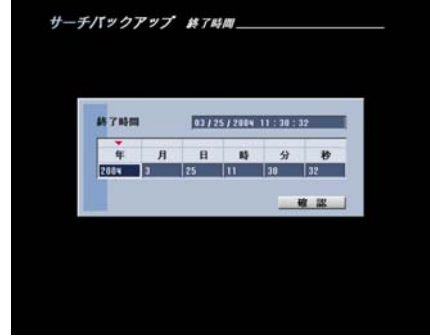 サーチバックアップ 終了時間
終了時間 03 / 25 / 2004 11 : 30 : 32
年 月 日 時 分 秒
2004 3 25 11 30 32
確 認